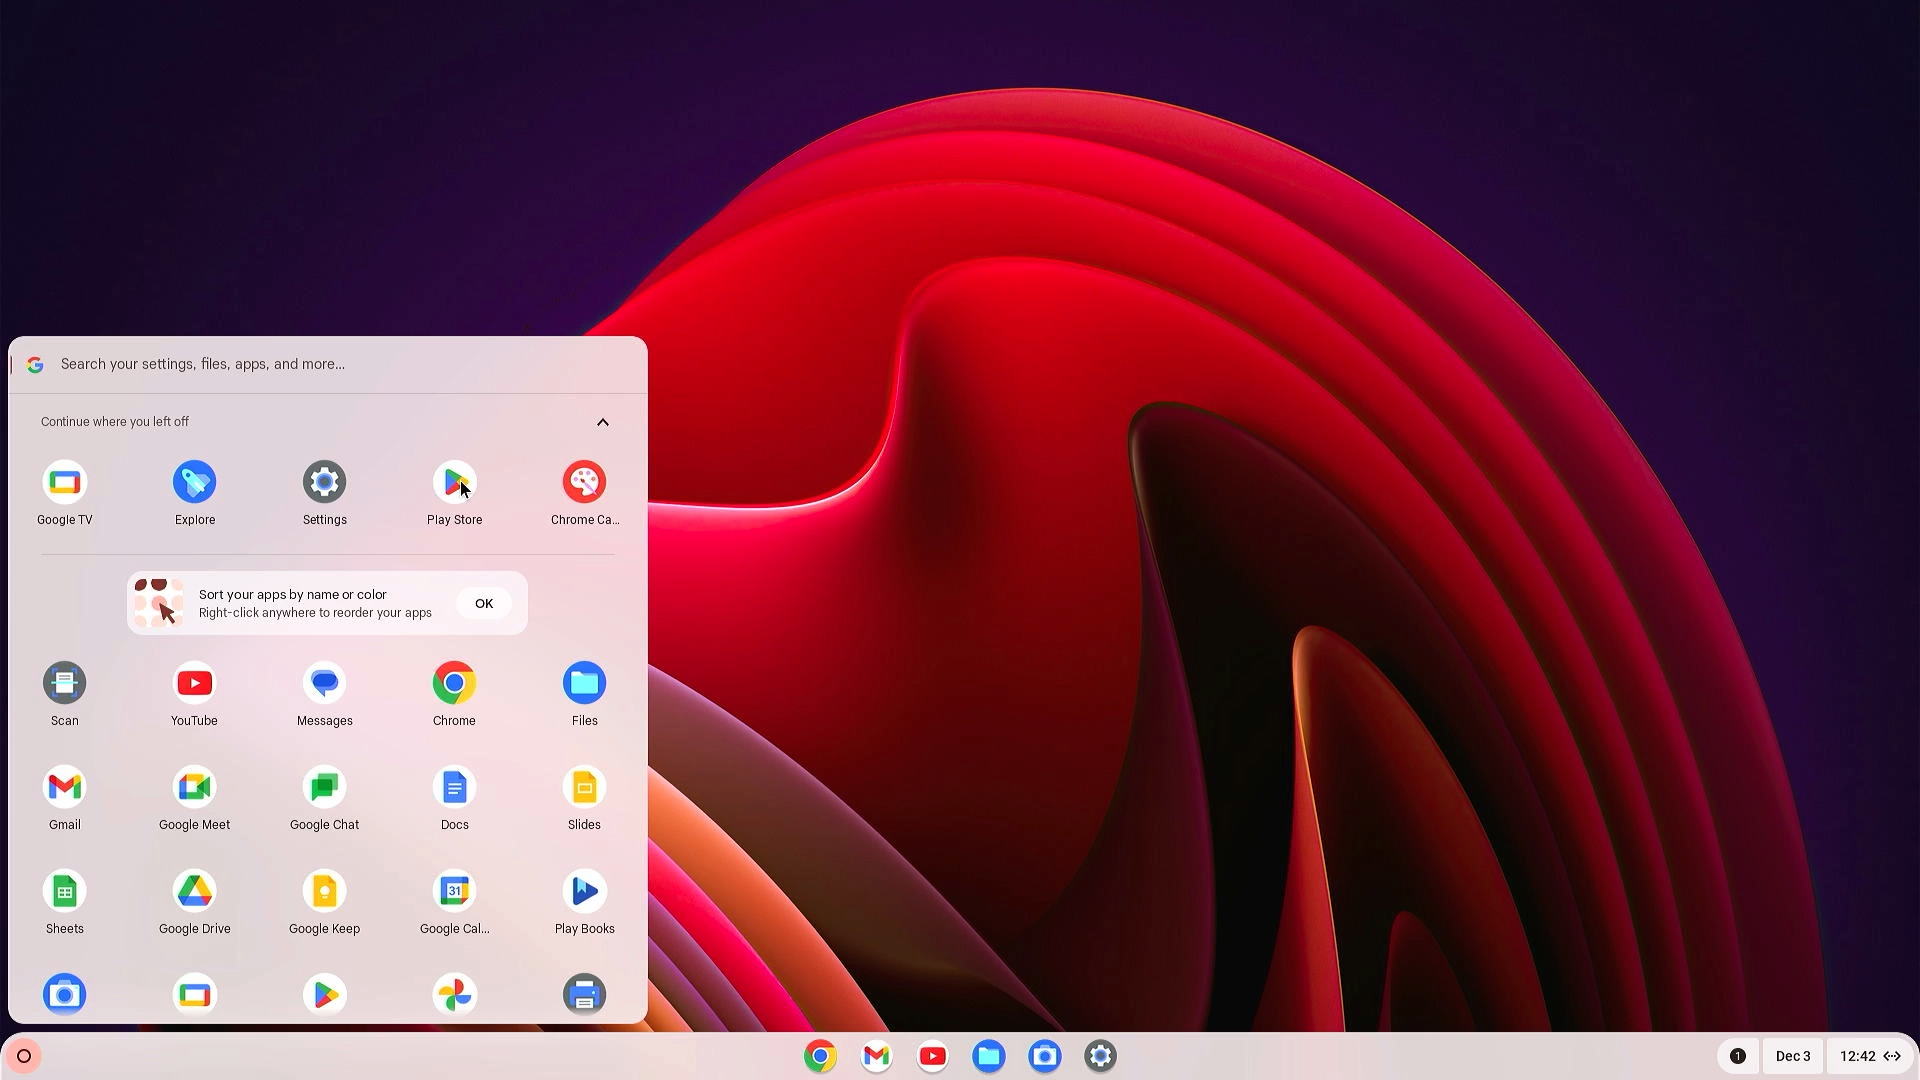 Search your settings, files, apps, and more...
Continue where you left off
Google TV
Explore
Settings
Play Store
Chrome Ca...
Sort your apps by name or color
Right-click anywhere to reorder your apps
OK
Scan
YouTube
Messages
Chrome
Files
Gmail
Google Meet
Google Chat
Docs
Slides
31
Sheets
Google Drive
Google Keep
Google Cal...
Play Books
1
Dec 3
12:42